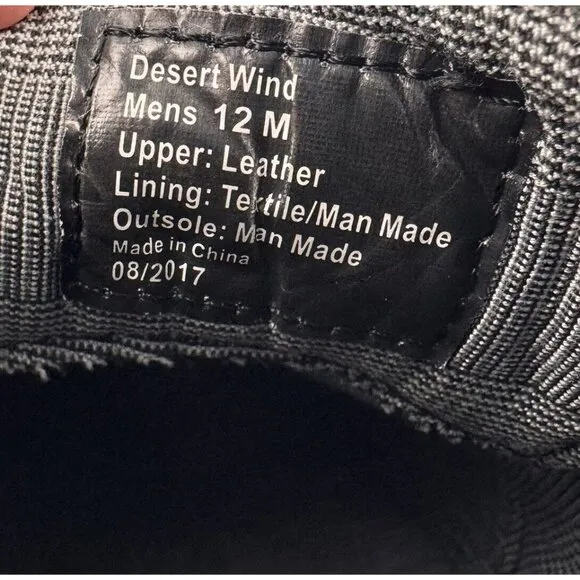 Desert Wind
Mens 12 M
Upper: Leather
Lining: Textile/Man Made
Outsole: Man Made
Made in China
08/2017